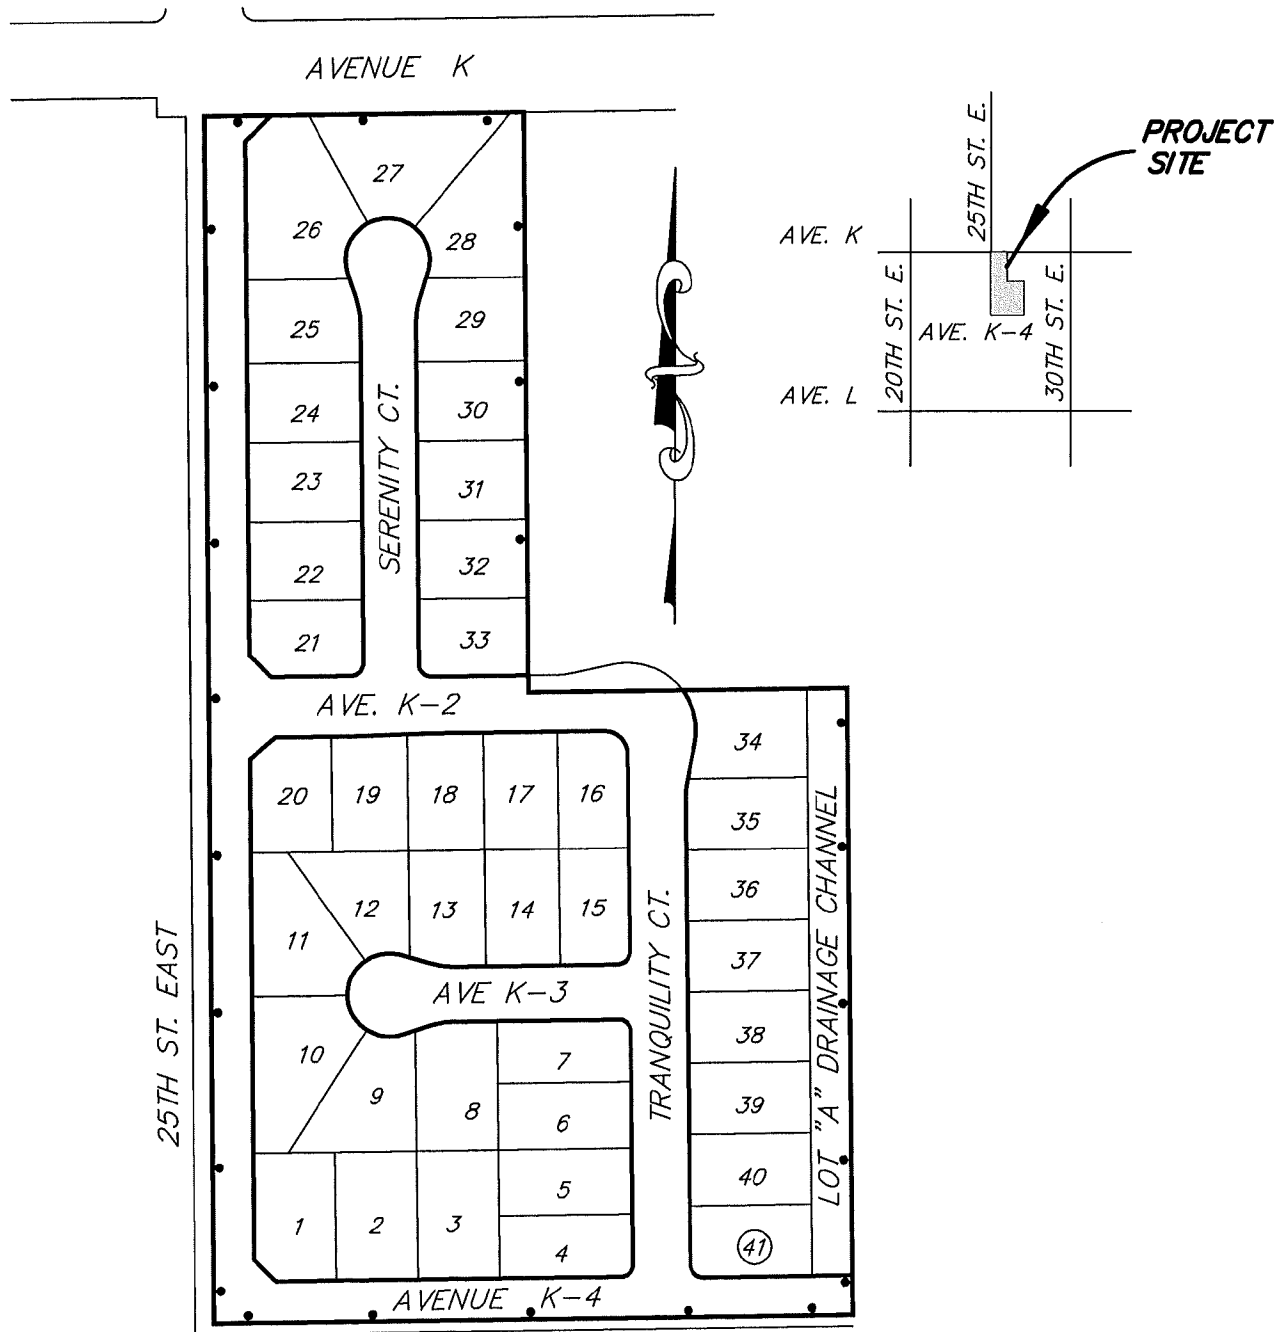 AVENUE K
27
26
28
25
29
24
30
23
31
22
32
21
33
SERENITY CT.
AVE. K-2
20
19
18
17
16
34
35
36
37
38
39
40
41
12
13
14
15
11
AVE K-3
10
9
8
7
6
5
4
1
2
3
TRANQUILITY CT.
LOT "A" DRAINAGE CHANNEL
25TH ST. EAST
AVENUE K-4
25TH ST. E.
PROJECT
SITE
AVE. K
20TH ST. E.
AVE. K-4
30TH ST. E.
AVE. L